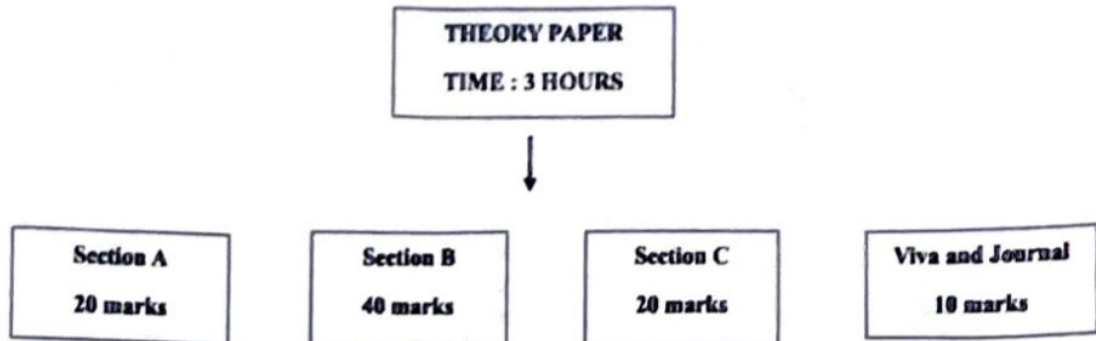 THEORY PAPER
TIME : 3 HOURS
Section A
20 marks
Section B
40 marks
Section C
20 marks
Viva and Journal
10 marks